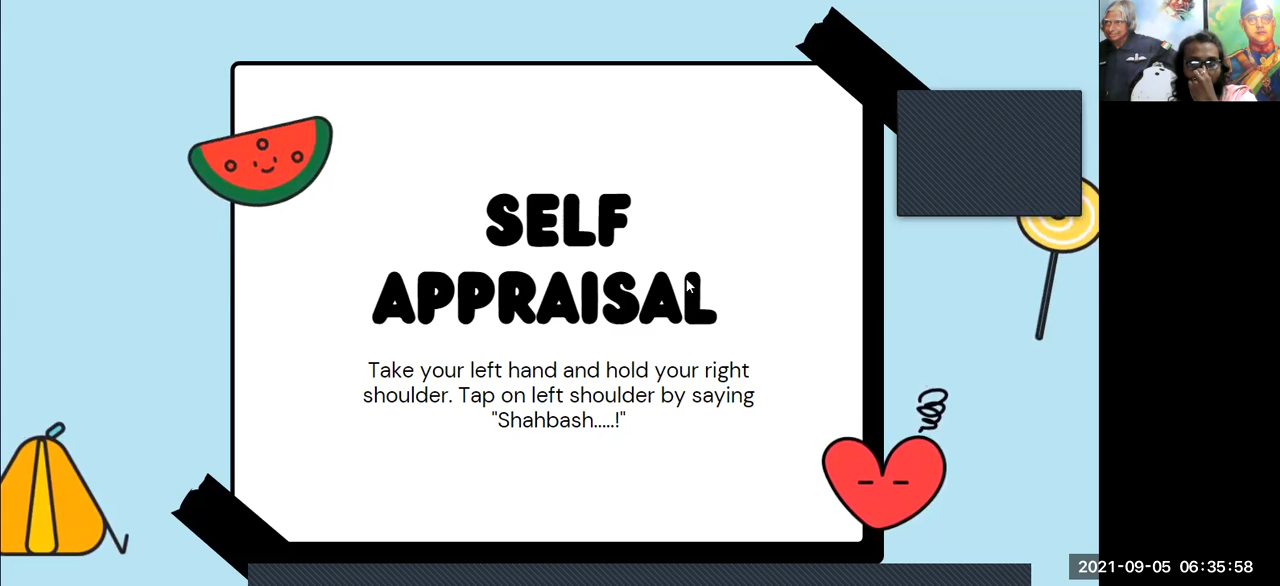 SELF
APPRAISAL
Take your left hand and hold your right
shoulder. Tap on left shoulder by saying
"Shahbash.....!"
2021-09-05 06:35:58